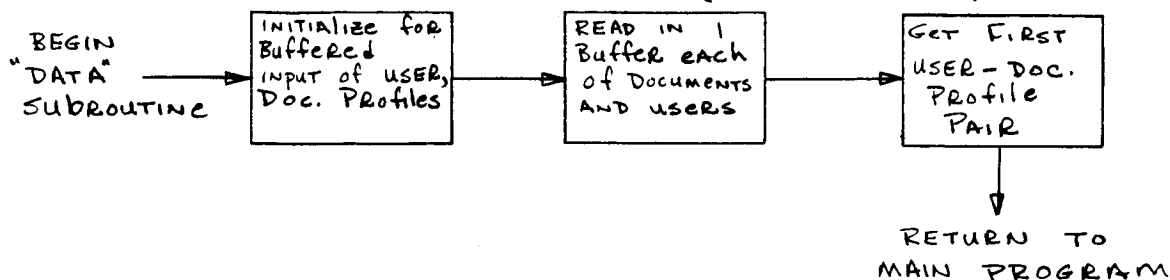 BEGIN
"DATA"
SUBROUTINE
INITIALIZE FOR
Buffered
INPUT of USER,
DOC. PROfiles
READ IN 1
Buffer eACH
of Documents
AND users
GET FIRST
USER-DOC.
PROfile
PAIR
RETURN TO
MAIN PROGRAM